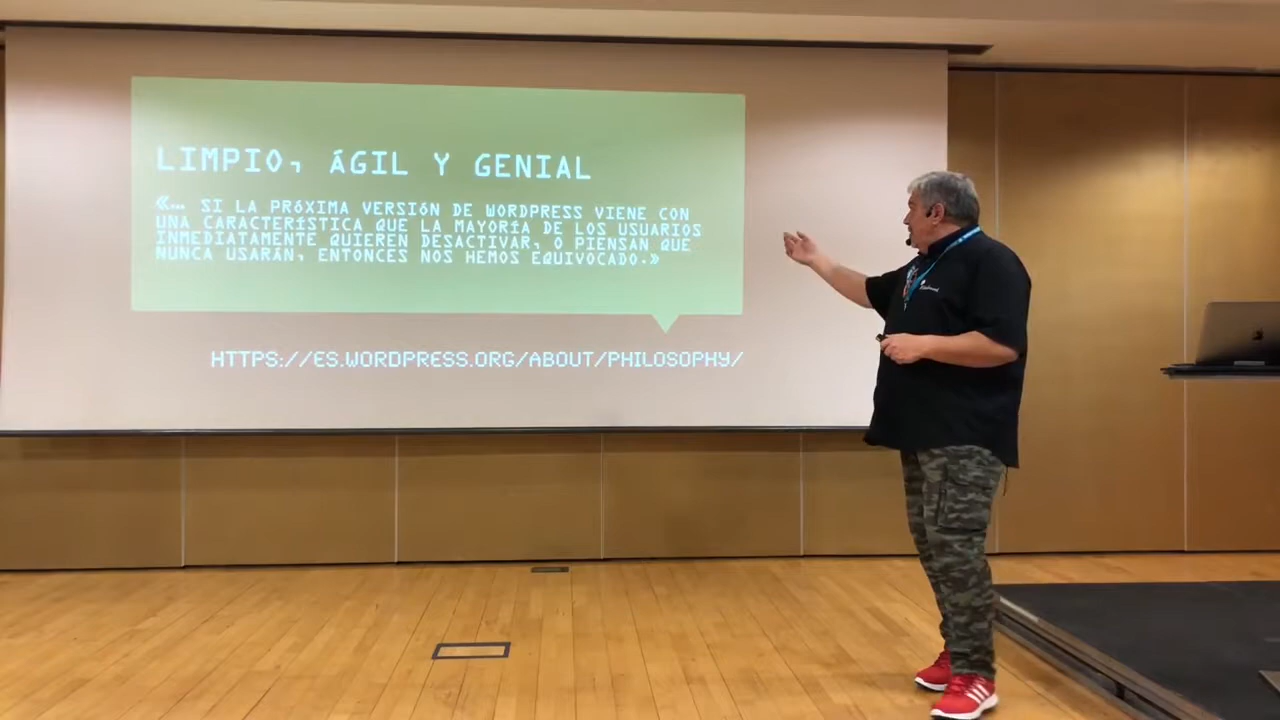 LIMPIO, ÁGIL Y GENIAL
«… SI LA PRÓXIMA VERSIÓN DE WORDPRESS VIENE CON
UNA CARACTERÍSTICA QUE LA MAYORÍA DE LOS USUARIOS
INMEDIATAMENTE QUIEREN DESACTIVAR, O PIENSAN QUE
NUNCA USARÁN, ENTONCES NOS HEMOS EQUIVOCADO.»
HTTPS://ES.WORDPRESS.ORG/ABOUT/PHILOSOPHY/